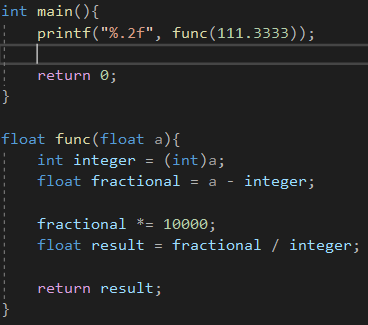 int main(){
printf("%.2f", func(111.3333));
return 0;
}
float func(float a){
int integer = (int)a;
float fractional = a - integer;
fractional *= 10000;
float result = fractional / integer;
return result;
}